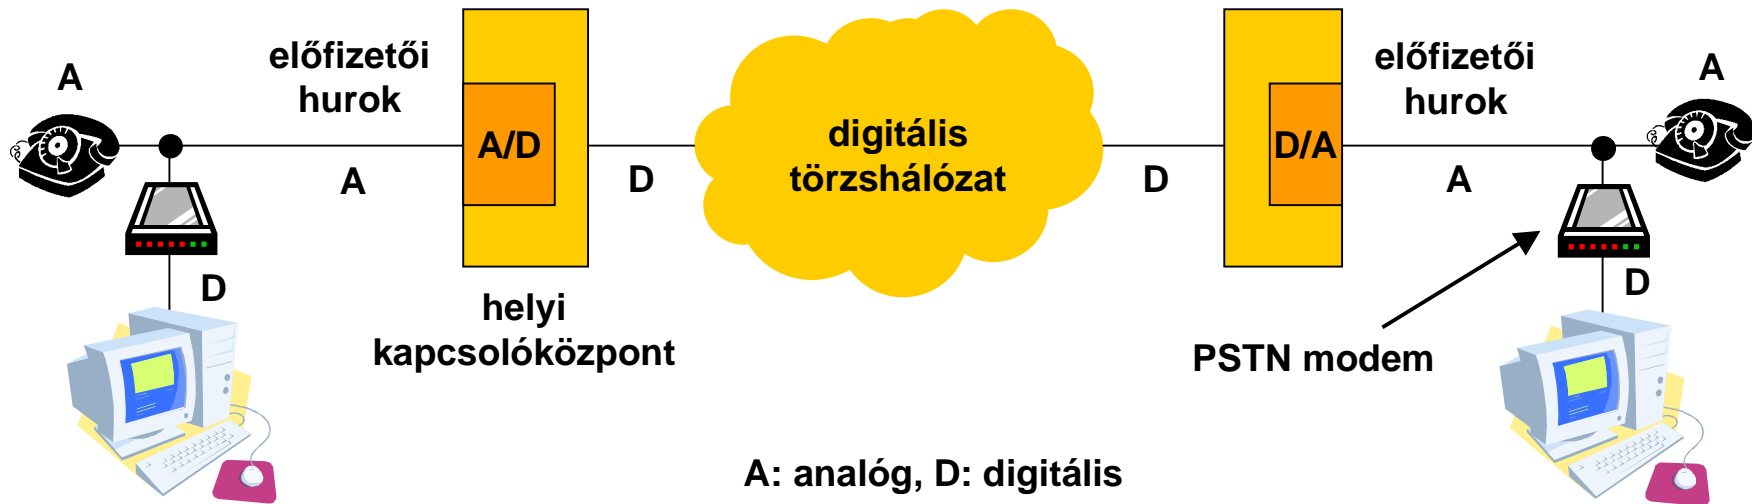 A
előfizetői
hurok
A
D
A/D
helyi
kapcsolóközpont
D
digitális
törzshálózat
D
D/A
előfizetői
hurok
A
A
D
PSTN modem
A: analóg, D: digitális